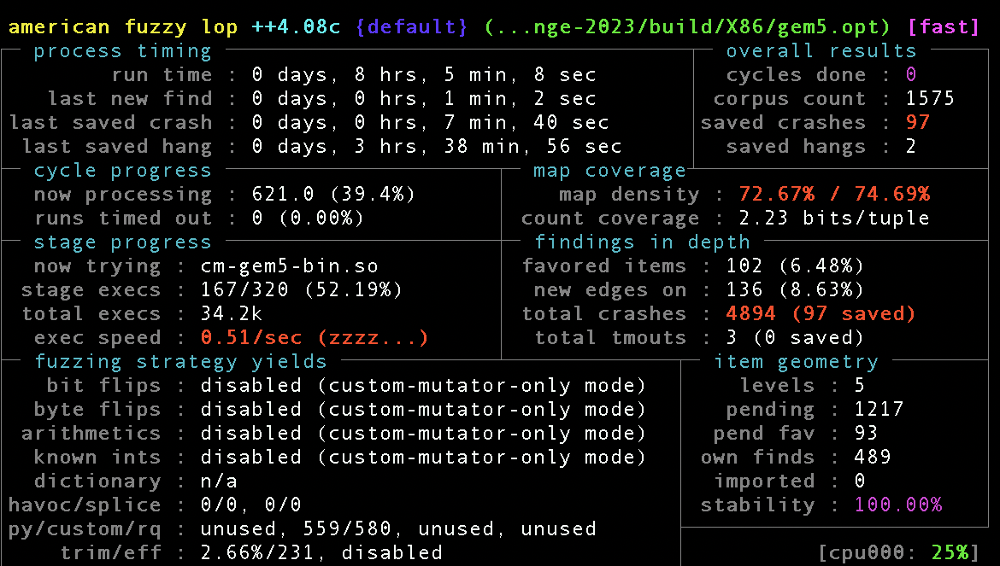 american fuzzy lop ++4.08c {default} (...nge-2023/build/X86/gem5.opt) [fast]
process timing overall results
run time : 0 days, 8 hrs, 5 min, 8 sec cycles done : 0
last new find : 0 days, 0 hrs, 1 min, 2 sec corpus count : 1575
last saved crash : 0 days, 0 hrs, 7 min, 40 sec saved crashes : 97
last saved hang : 0 days, 3 hrs, 38 min, 56 sec saved hangs : 2
cycle progress map coverage
now processing : 621.0 (39.4%) map density : 72.67% / 74.69%
runs timed out : 0 (0.00%) count coverage : 2.23 bits/tuple
stage progress findings in depth
now trying : cm-gem5-bin.so favored items : 102 (6.48%)
stage execs : 167/320 (52.19%) new edges on : 136 (8.63%)
total execs : 34.2k total crashes : 4894 (97 saved)
exec speed : 0.51/sec (zzzz...) total tmouts : 3 (0 saved)
fuzzing strategy yields item geometry
bit flips : disabled (custom-mutator-only mode) levels : 5
byte flips : disabled (custom-mutator-only mode) pending : 1217
arithmetics : disabled (custom-mutator-only mode) pend fav : 93
known ints : disabled (custom-mutator-only mode) own finds : 489
dictionary : n/a imported : 0
havoc/splice : 0/0, 0/0 stability : 100.00%
py/custom/rq : unused, 559/580, unused, unused
trim/eff : 2.66%/231, disabled [cpu000: 25%]